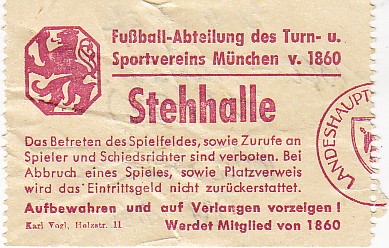 Fußball-Abteilung des Turn- u.
Sportvereins München v. 1860
Stehhalle
Das Betreten des Spielfeldes, sowie Zurufe an
Spieler und Schiedsrichter sind verboten. Bei
Abbruch eines Spieles, sowie Platzverweis
wird das Eintrittsgeld nicht zurückerstattet.
Aufbewahren und auf Verlangen vorzeigen!
Karl Vogl, Holzstr. 11
Werdet Mitglied von 1860
LANDESHAUPT